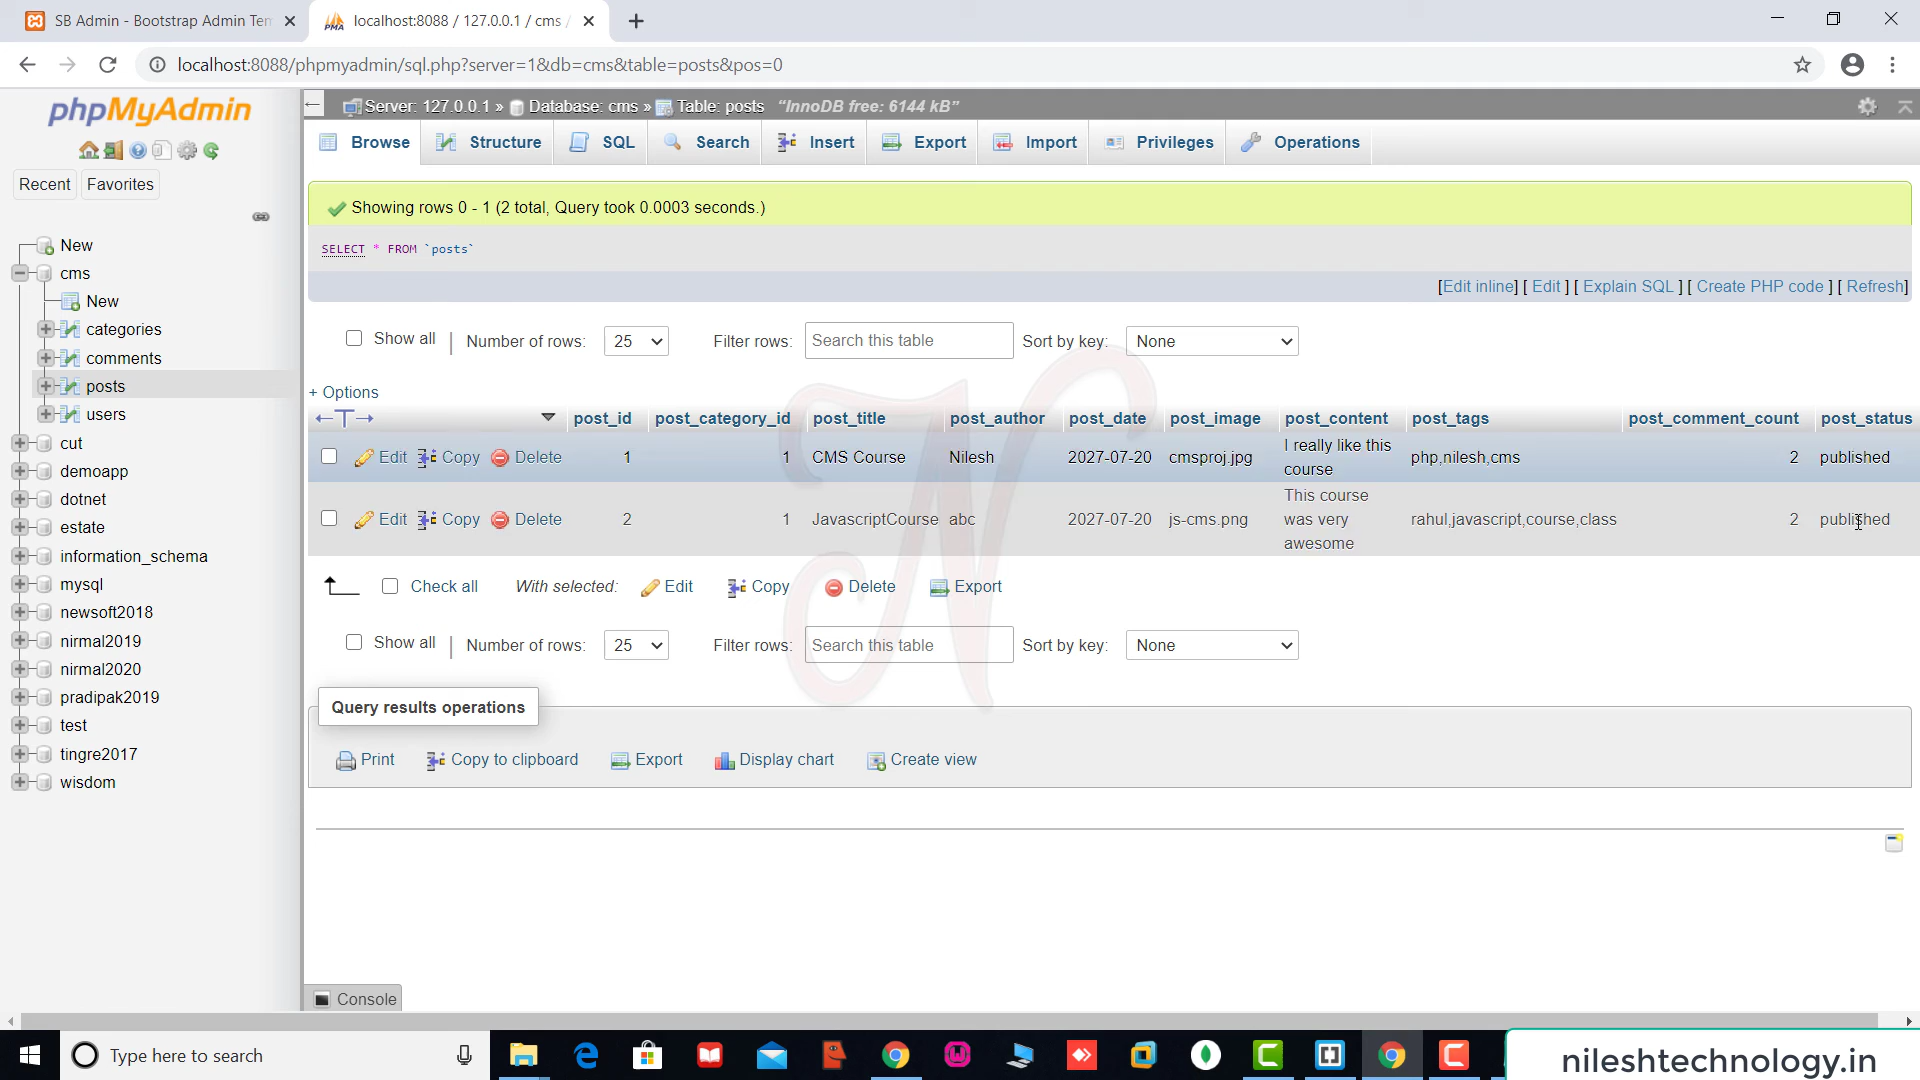 SB Admin - Bootstrap Admin Tem
localhost:8088 / 127.0.0.1 / cms /
localhost:8088/phpmyadmin/sql.php?server=1&db=cms&table=posts&pos=0
phpMyAdmin
Recent
Favorites
New
cms
New
categories
comments
posts
users
cut
demoapp
dotnet
estate
information_schema
mysql
newsoft2018
nirmal2019
nirmal2020
pradipak2019
test
tingre2017
wisdom
Server: 127.0.0.1 » Database: cms » Table: posts "InnoDB free: 6144 kB"
Browse Structure SQL Search Insert Export Import Privileges Operations
Showing rows 0 - 1 (2 total, Query took 0.0003 seconds.)
SELECT * FROM `posts`
[Edit inline] [ Edit ] [ Explain SQL ] [ Create PHP code ] [ Refresh]
Show all | Number of rows: 25 Filter rows: Search this table Sort by key: None
+ Options
←T→ post_id post_category_id post_title post_author post_date post_image post_content post_tags post_comment_count post_status
Edit Copy Delete 1 1 CMS Course Nilesh 2027-07-20 cmsproj.jpg I really like this course php,nilesh,cms 2 published
Edit Copy Delete 2 1 JavascriptCourse abc 2027-07-20 js-cms.png This course was very awesome rahul,javascript,course,class 2 published
Check all With selected: Edit Copy Delete Export
Show all | Number of rows: 25 Filter rows: Search this table Sort by key: None
Query results operations
Print Copy to clipboard Export Display chart Create view
Console
Type here to search
nileshtechnology.in